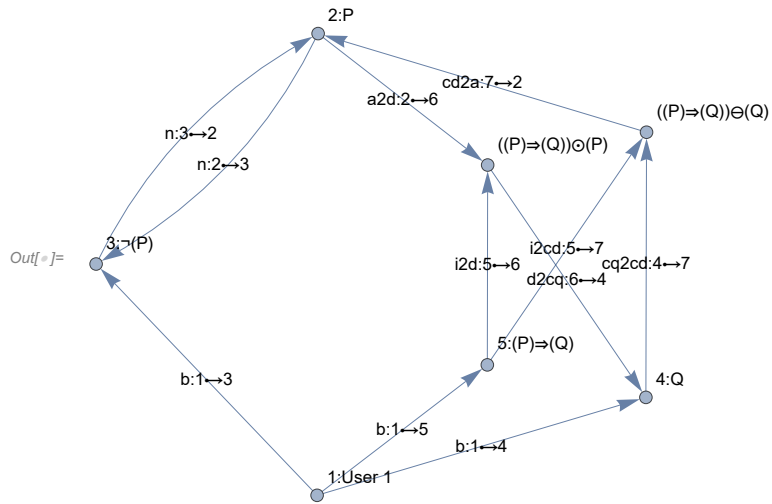 2:P
cd2a:7•→2
a2d:2•→6
((P)⇒(Q))⊖(Q)
n:3•→2
((P)⇒(Q))⊙(P)
n:2•→3
3:¬(P)
Out[•]=
i2cd:5•→7
i2d:5•→6
cq2cd:4•→7
d2cq:6•→4
5:(P)⇒(Q)
b:1•→3
4:Q
b:1•→5
b:1•→4
1:User 1